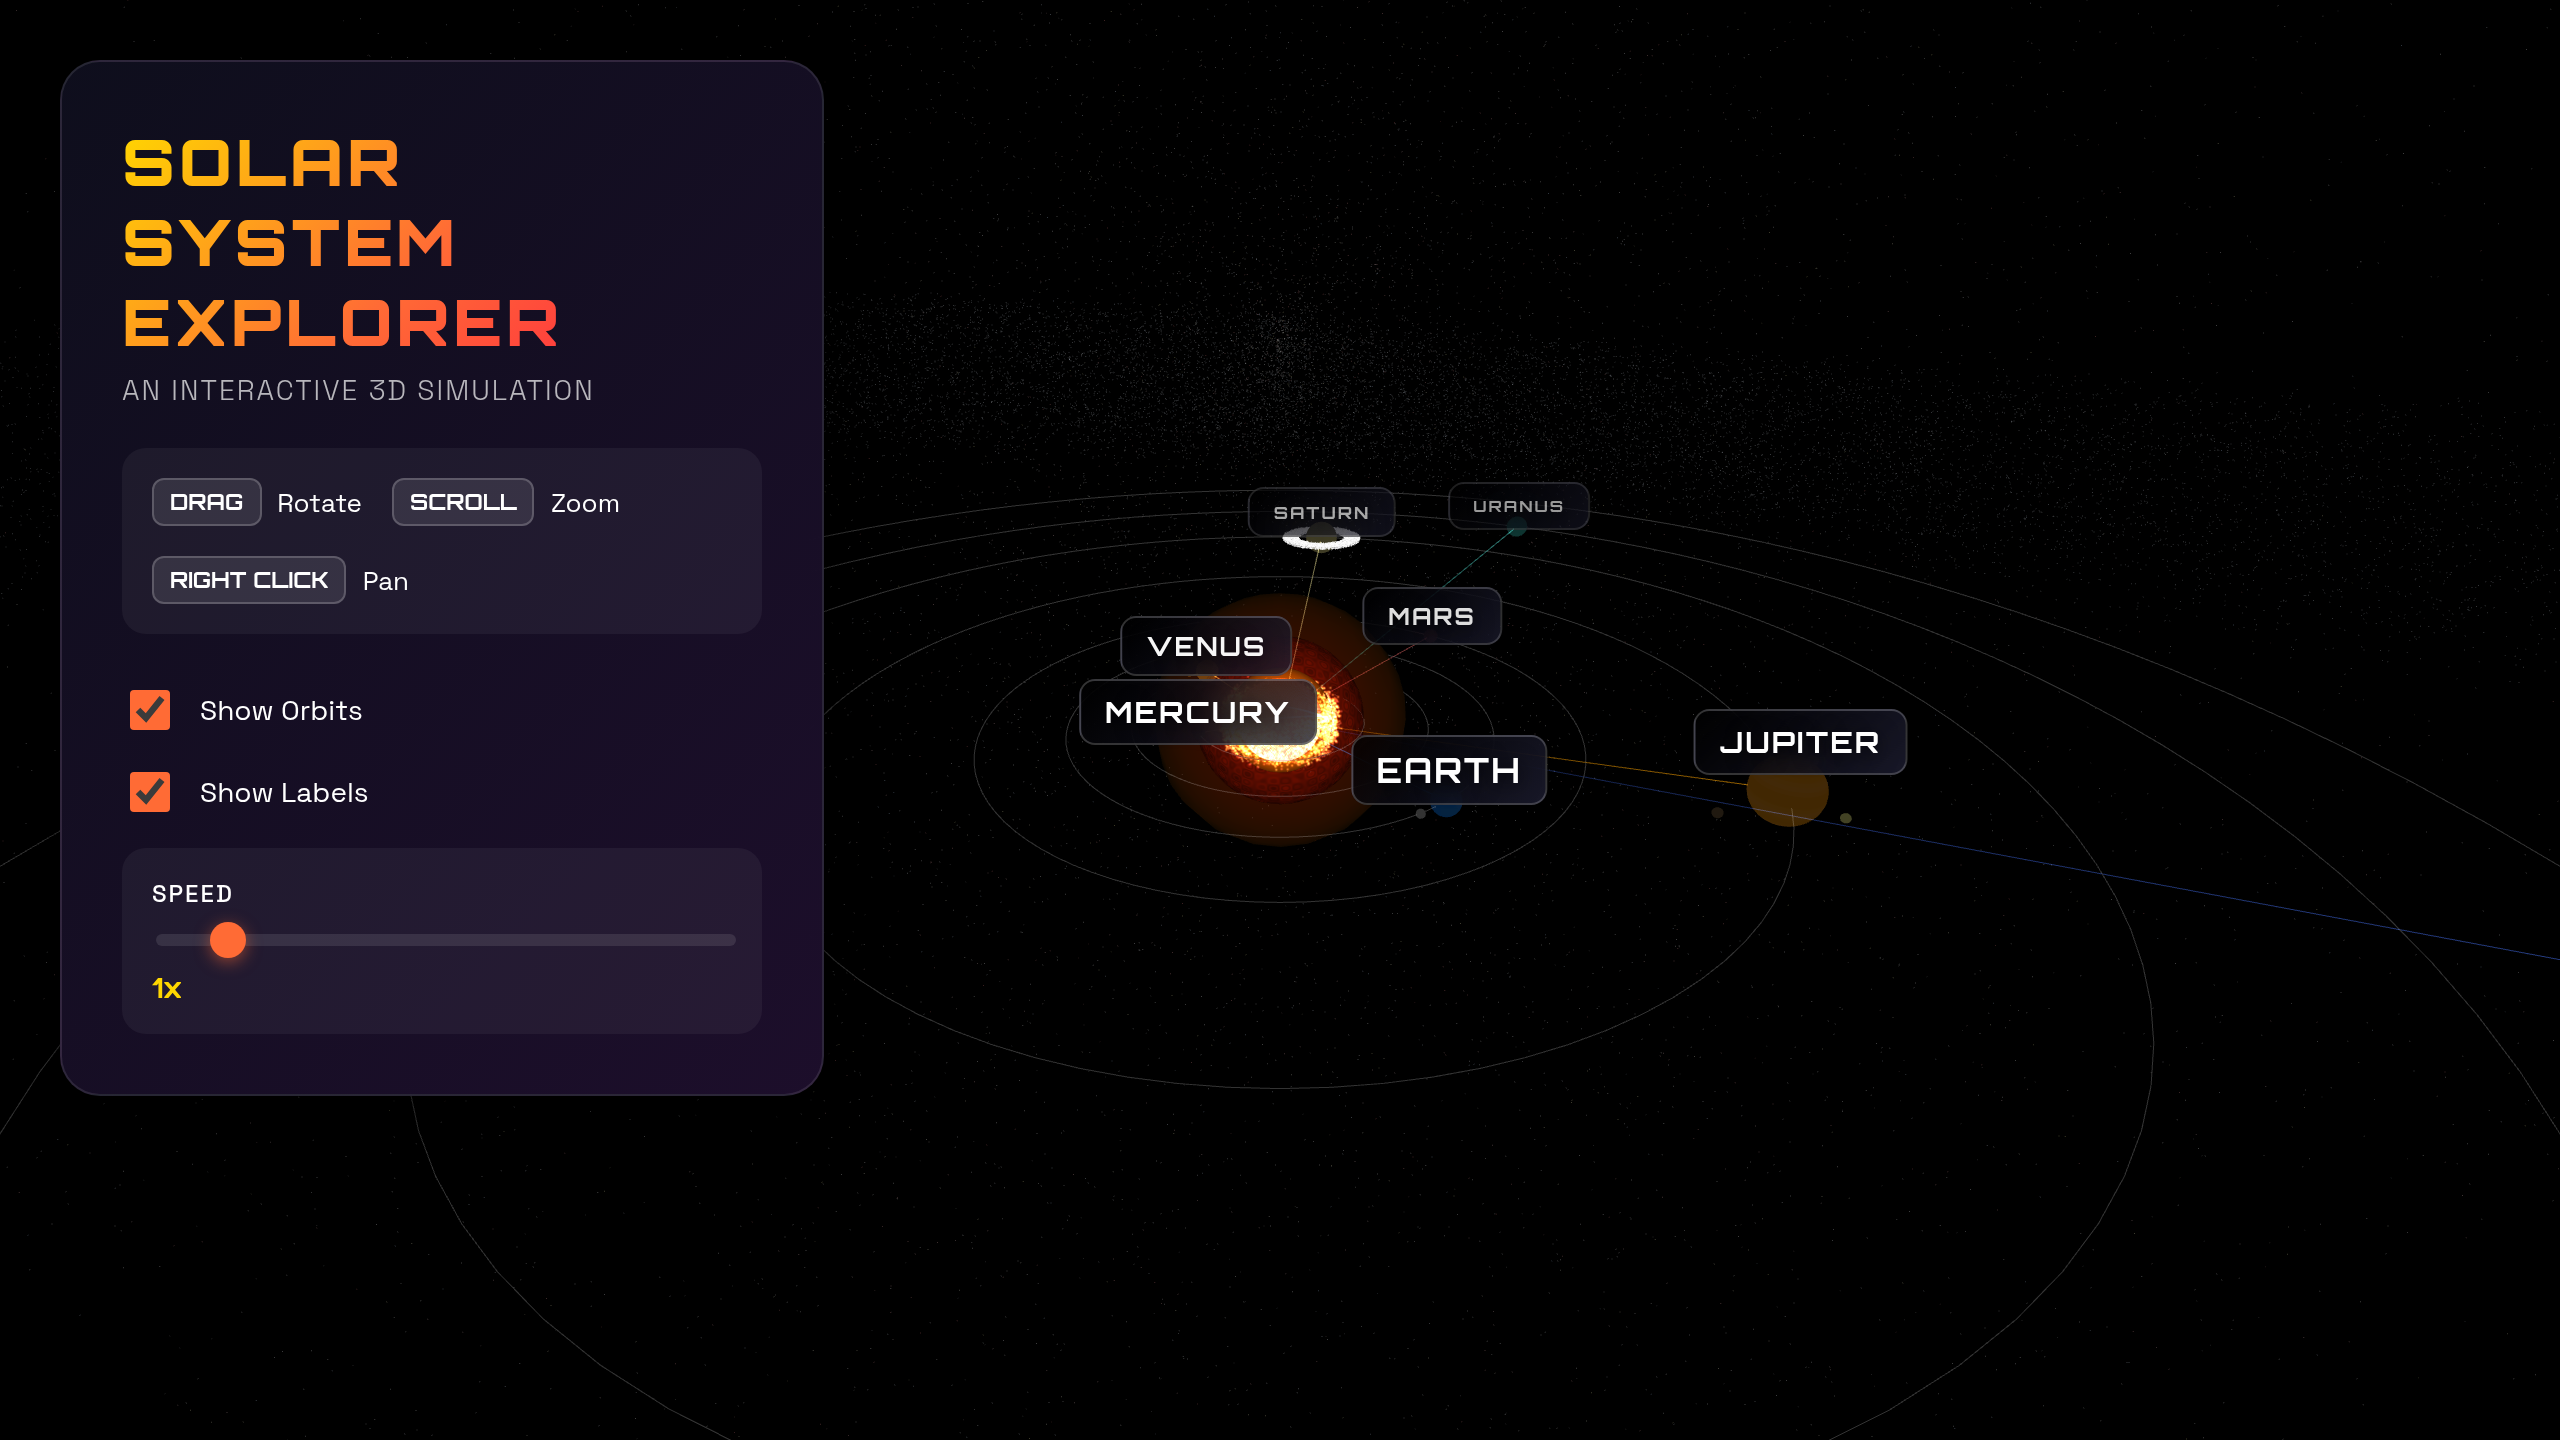 SOLAR
SYSTEM
EXPLORER
AN INTERACTIVE 3D SIMULATION
DRAG Rotate SCROLL Zoom
RIGHT CLICK Pan
Show Orbits
Show Labels
SPEED
1x
SATURN
URANUS
MARS
VENUS
MERCURY
EARTH
JUPITER